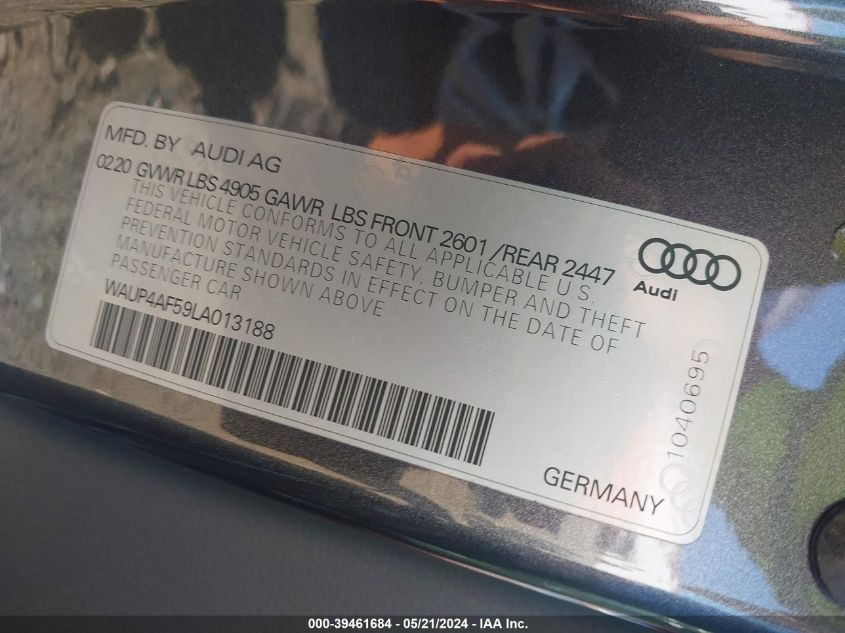 MFD. BY AUDI AG
0220 GVWR LBS 4905 GAWR LBS FRONT 2601 /REAR 2447
THIS VEHICLE CONFORMS TO ALL APPLICABLE U.S.
FEDERAL MOTOR VEHICLE SAFETY, BUMPER AND THEFT
PREVENTION STANDARDS IN EFFECT ON THE DATE OF
MANUFACTURE SHOWN ABOVE
PASSENGER CAR
WAUP4AF59LA013188
Audi
1040695
GERMANY
000-39461684 - 05/21/2024 - IAA Inc.